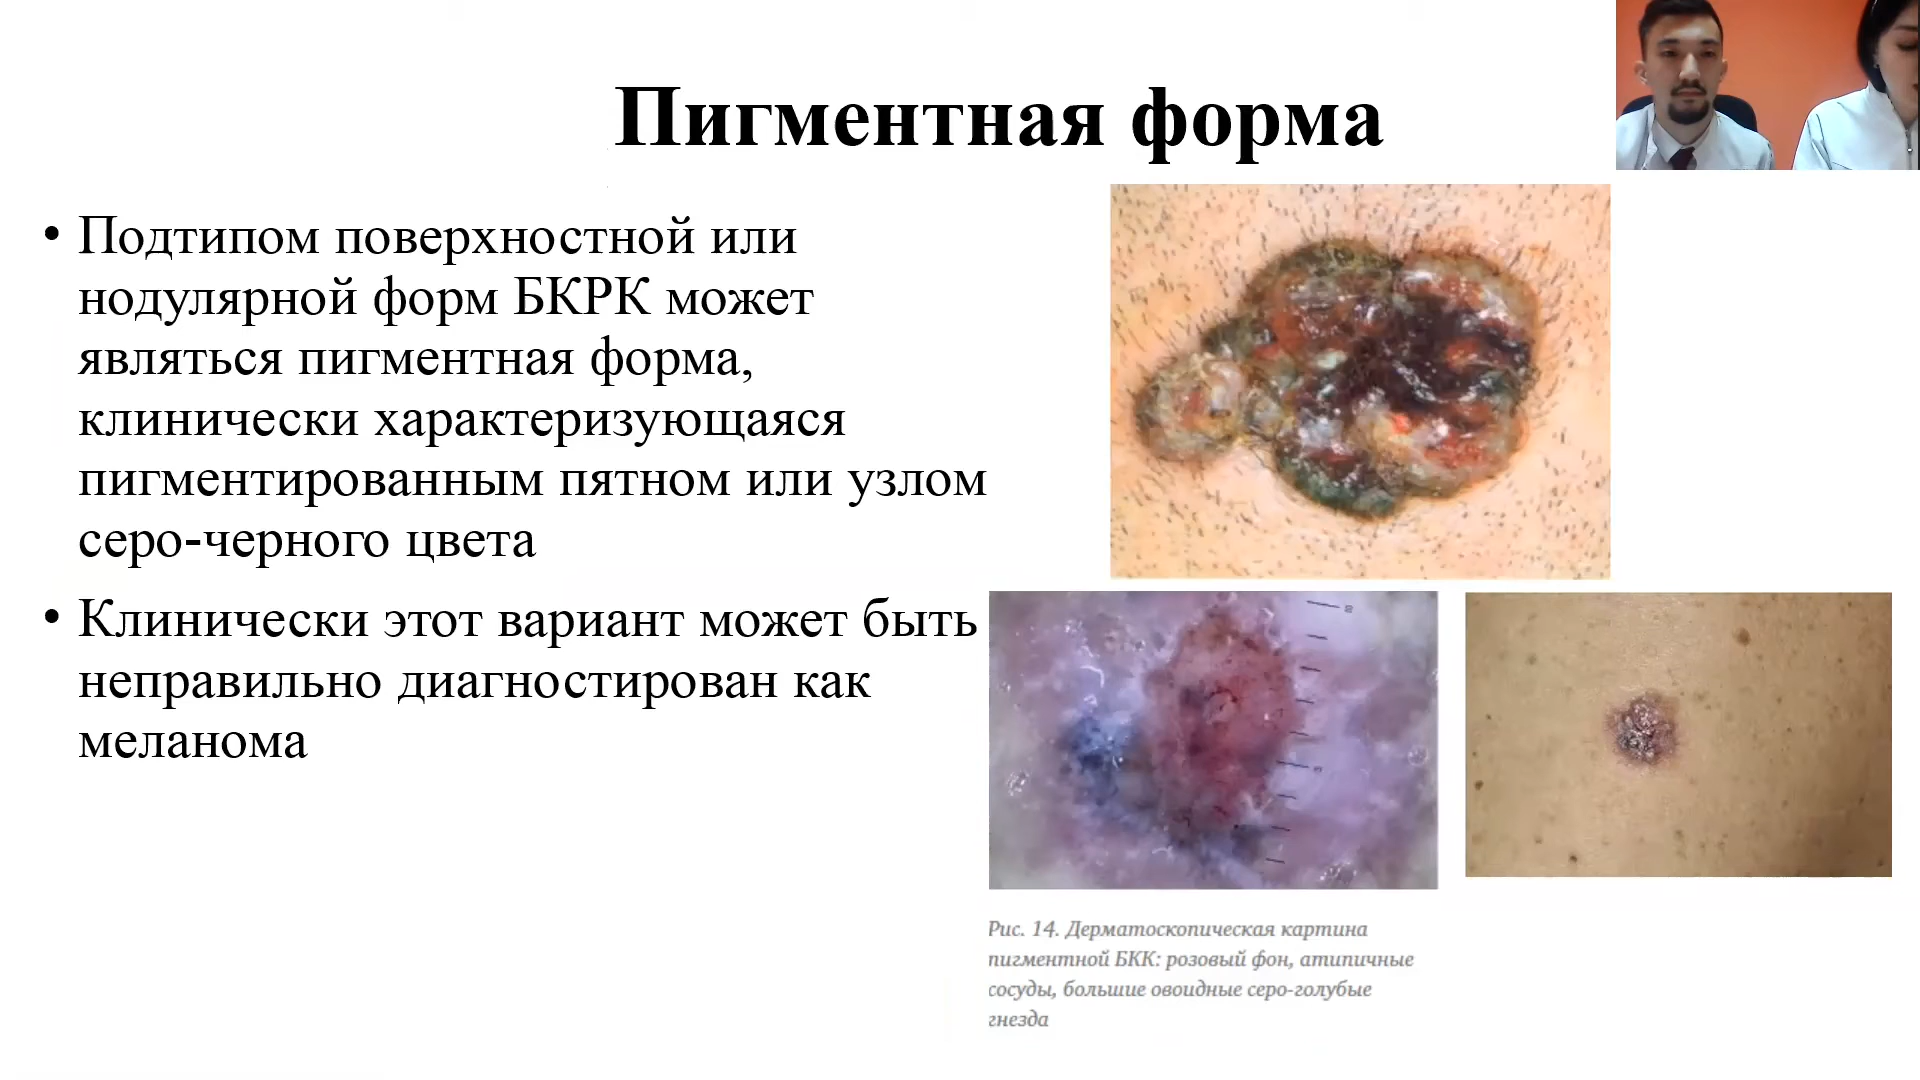 Пигментная форма
• Подтипом поверхностной или
нодулярной форм БКРК может
являться пигментная форма,
клинически характеризующаяся
пигментированным пятном или узлом
серо-черного цвета
• Клинически этот вариант может быть
неправильно диагностирован как
меланома
Рис. 14. Дерматоскопическая картина
пигментной БКК: розовый фон, атипичные
сосуды, большие овоидные серо-голубые
гнезда